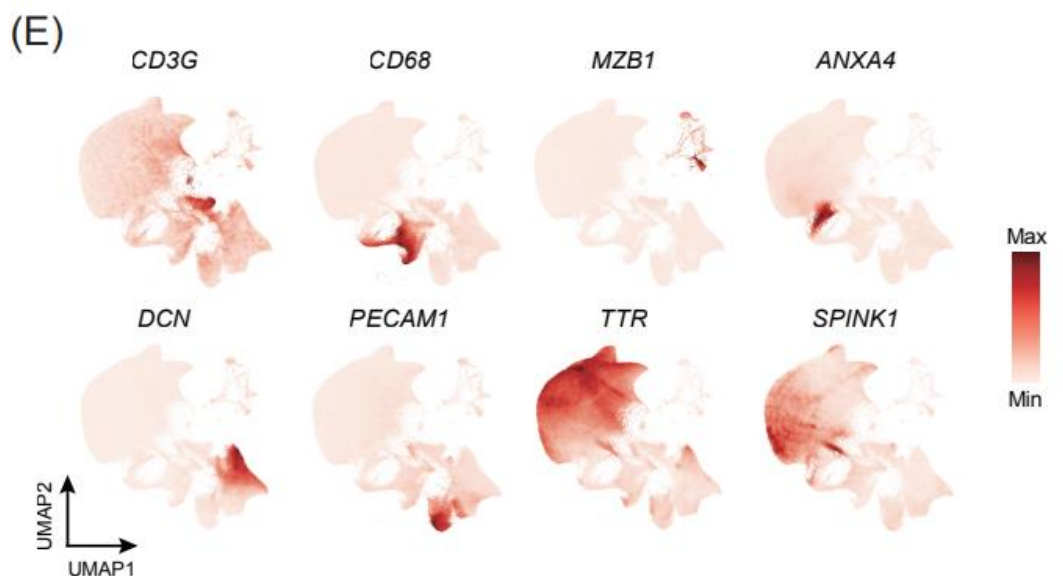 (E)
CD3G CD68 MZB1 ANXA4
Max
Min
DCN PECAM1 TTR SPINK1
UMAP2
UMAP1